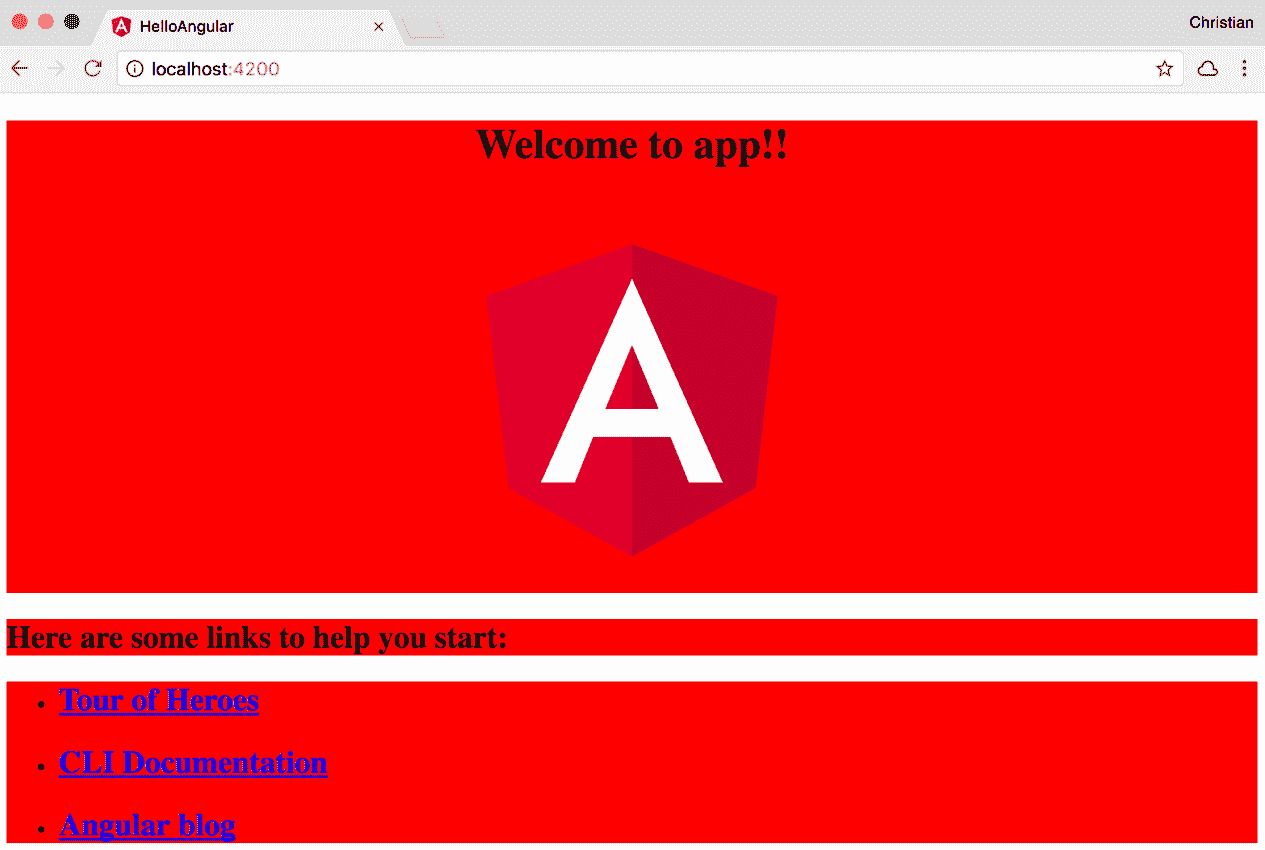 HelloAngular
Christian
localhost:4200
Welcome to app!!
A
Here are some links to help you start:
Tour of Heroes
CLI Documentation
Angular blog